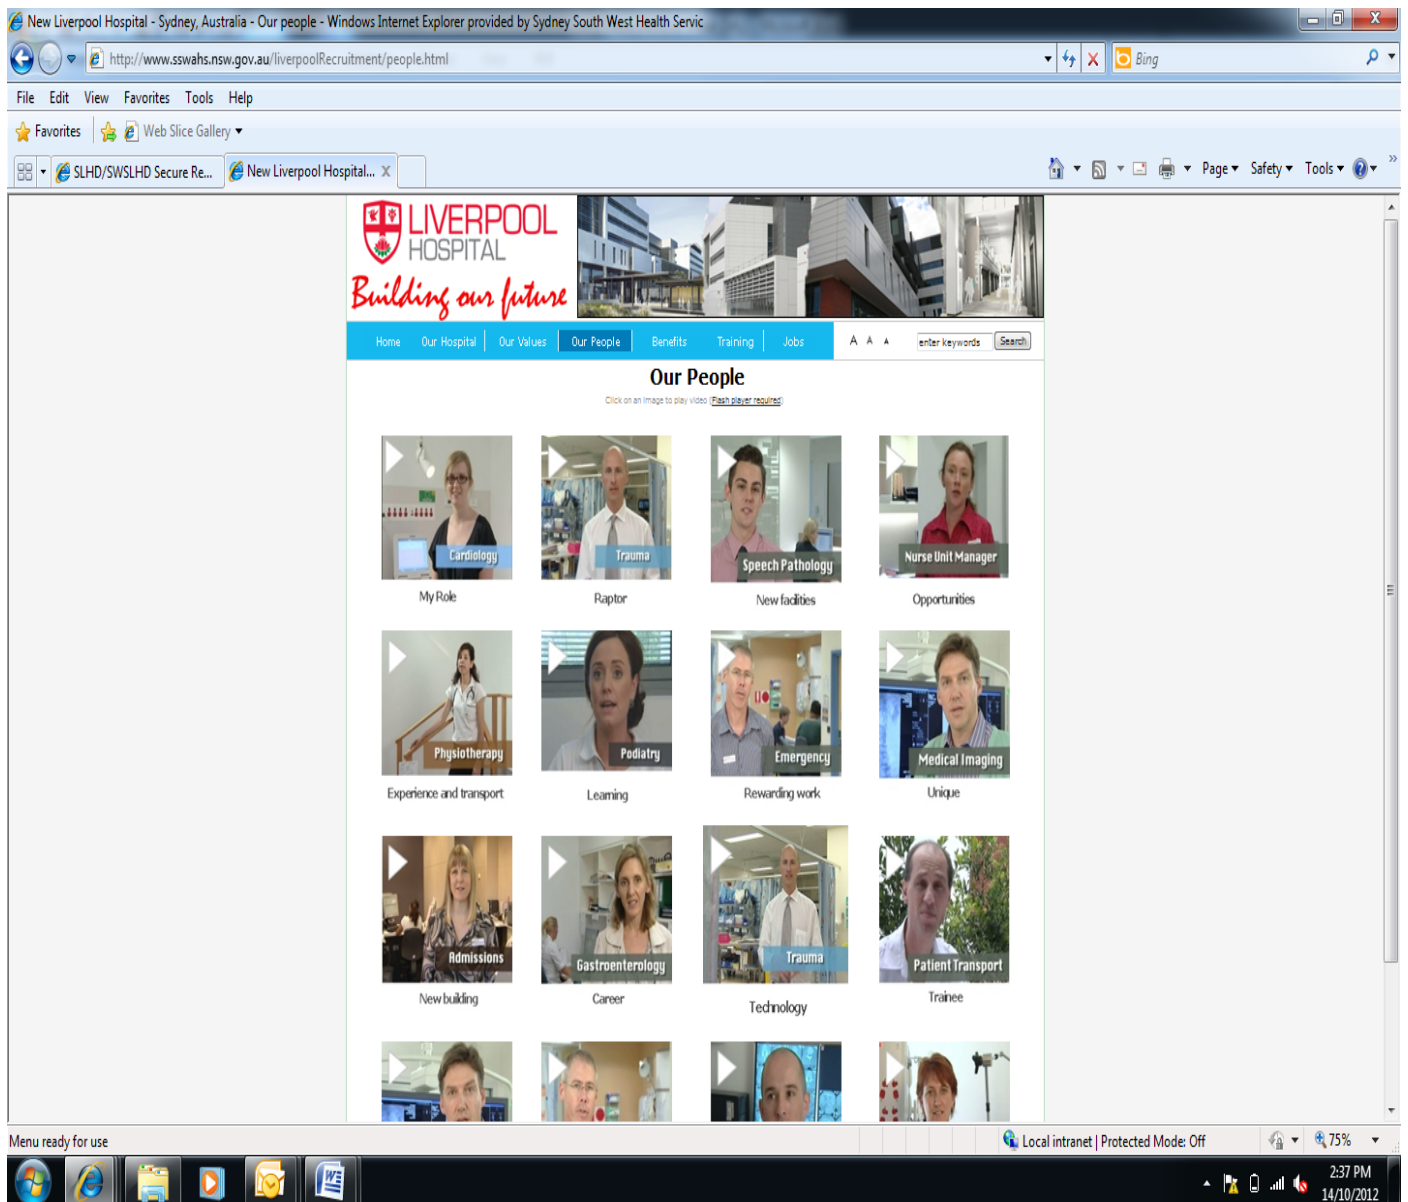 New Liverpool Hospital - Sydney, Australia - Our people - Windows Internet Explorer provided by Sydney South West Health Servic
http://www.sswahs.nsw.gov.au/liverpoolRecruitment/people.html
Bing
File Edit View Favorites Tools Help
Favorites Web Slice Gallery
SLHD/SWSLHD Secure Re... New Liverpool Hospital... X
Page Safety Tools
LIVERPOOL
HOSPITAL
Building our future
Home Our Hospital Our Values Our People Benefits Training Jobs A A A enter keywords Search
Our People
Click on an image to play video (Flash player required)
Cardiology Trauma Speech Pathology Nurse Unit Manager
My Role Raptor New facilities Opportunities
Physiotherapy Podiatry Emergency Medical Imaging
Experience and transport Learning Rewarding work Unique
Admissions Gastroenterology Trauma Patient Transport
New building Career Technology Trainee
Menu ready for use Local intranet | Protected Mode: Off 75%
2:37 PM
14/10/2012